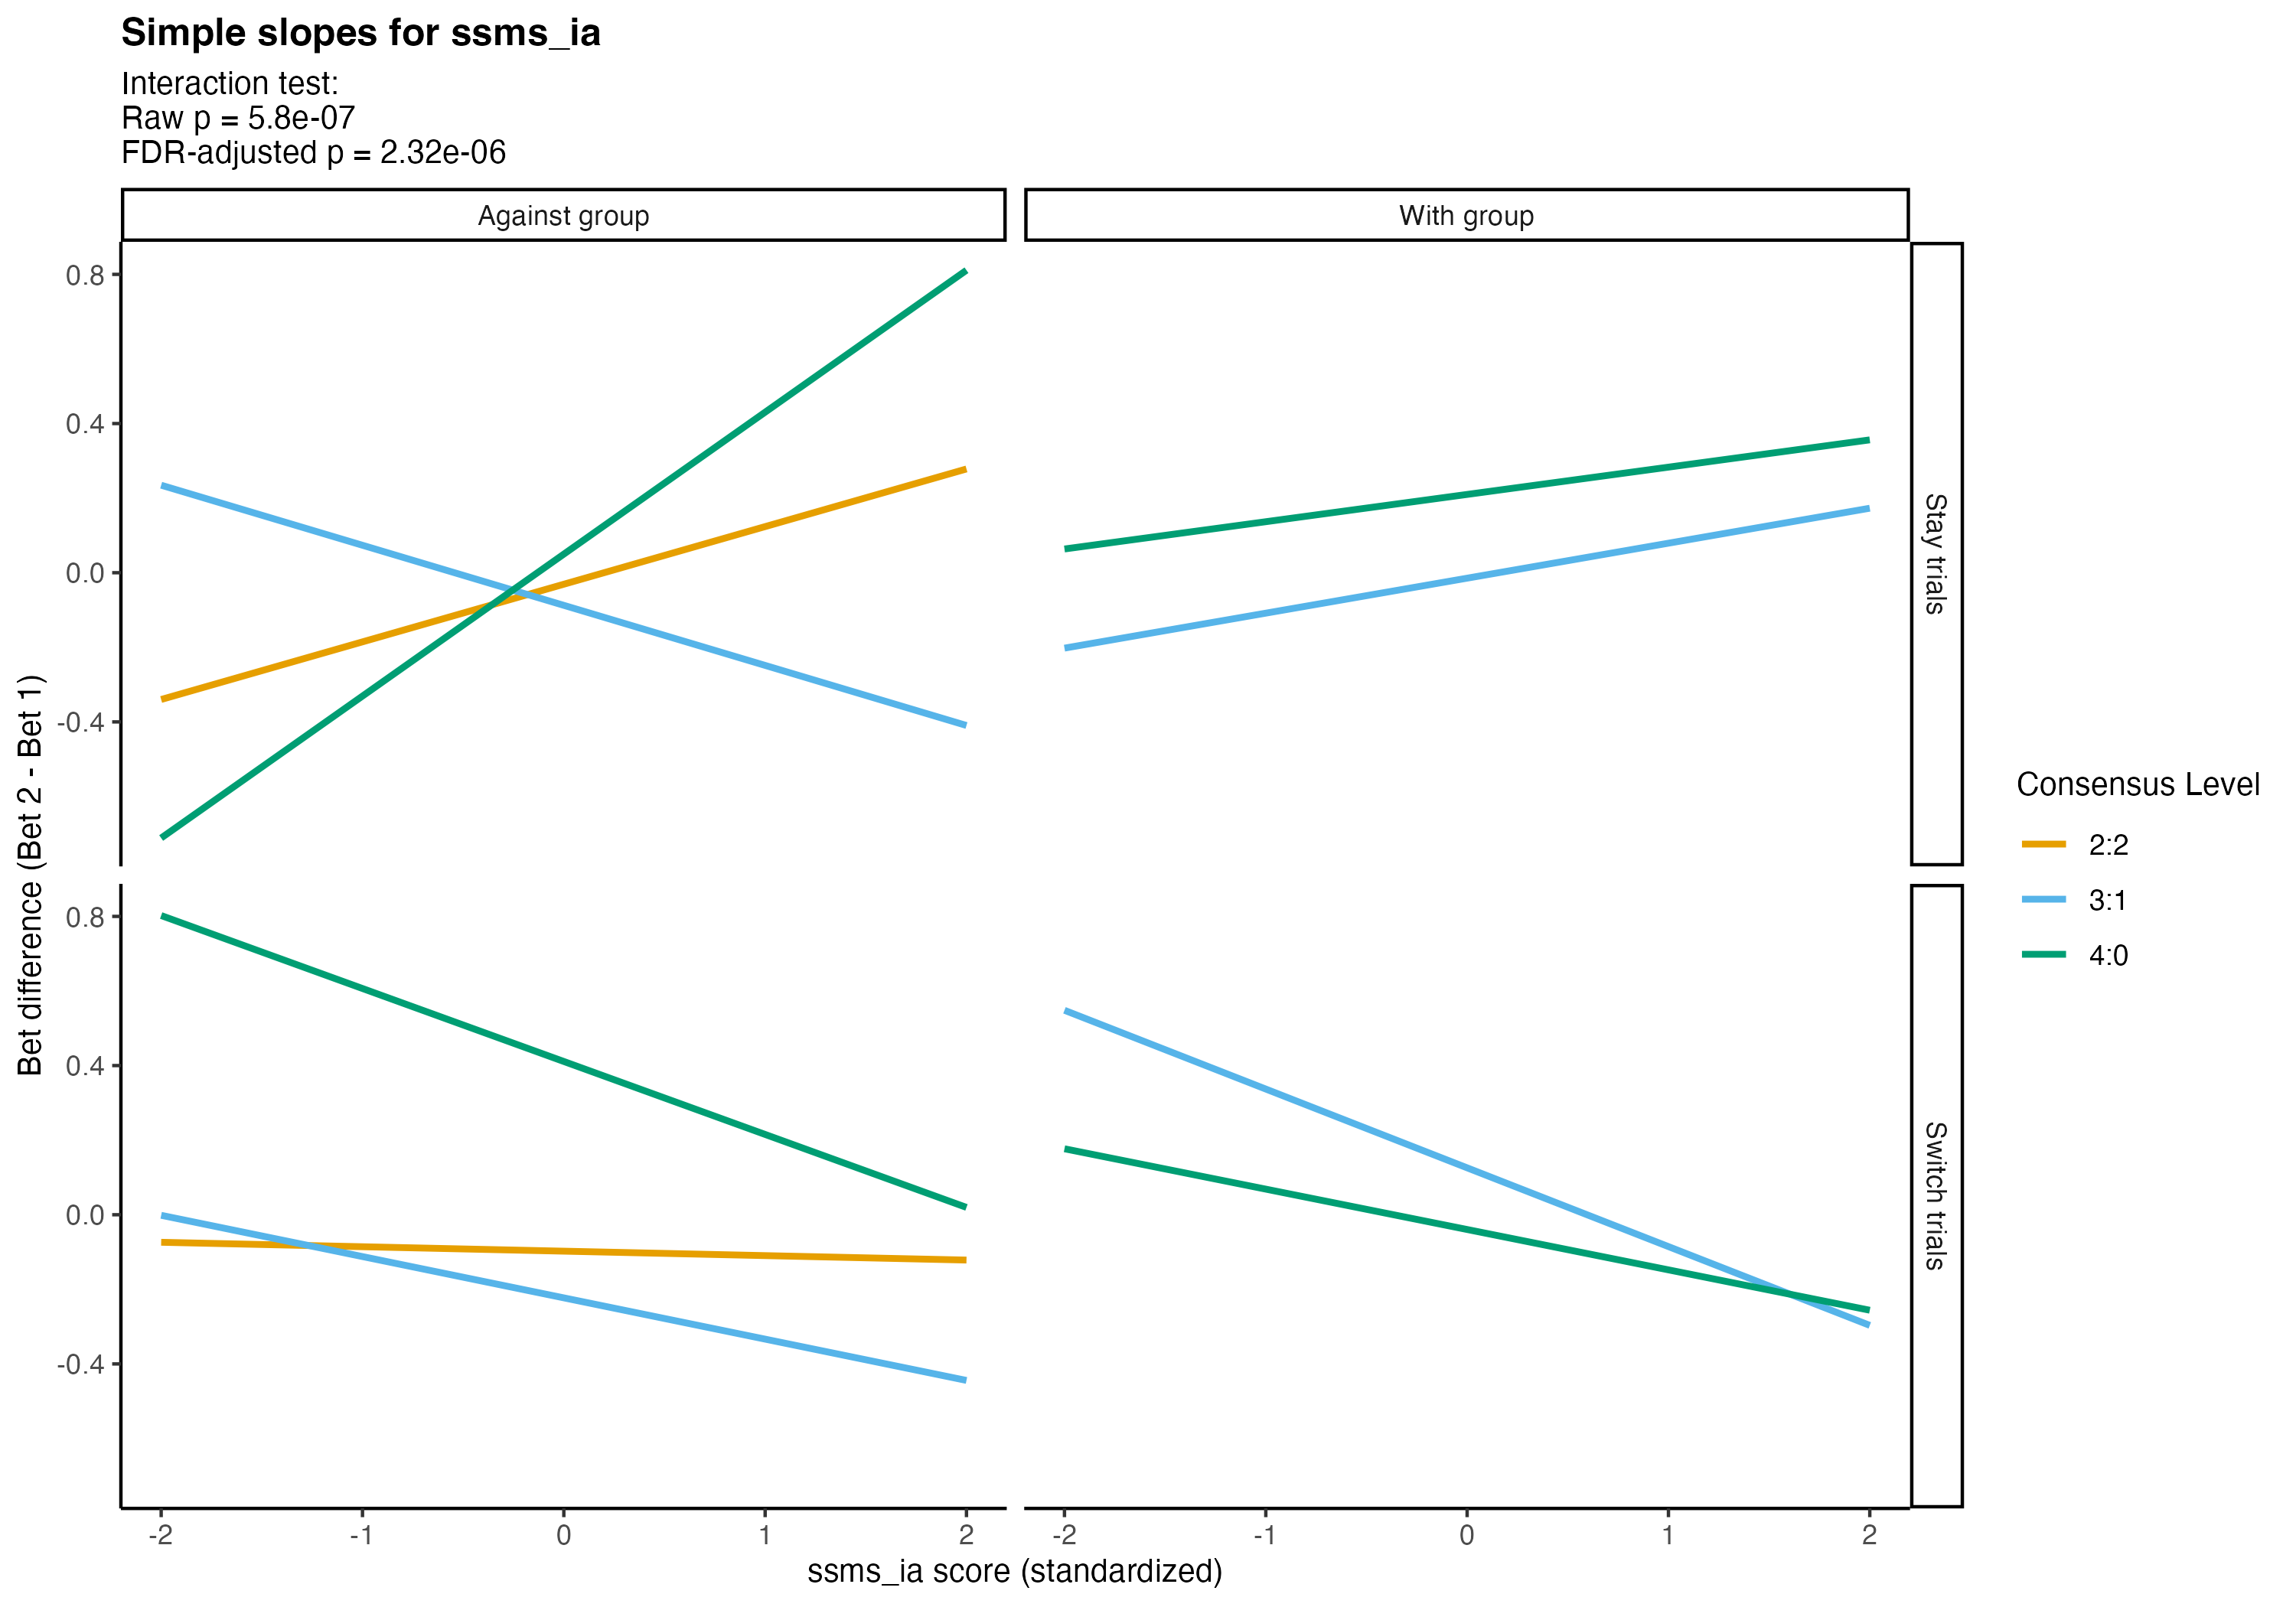 Simple slopes for ssms_ia
Interaction test:
Raw p = 5.8e-07
FDR-adjusted p = 2.32e-06
Against group
With group
Bet difference (Bet 2 - Bet 1)
0.8
0.4
0.0
-0.4
Stay trials
0.8
0.4
0.0
-0.4
Switch trials
-2
-1
0
1
2
-2
-1
0
1
2
ssms_ia score (standardized)
Consensus Level
2:2
3:1
4:0